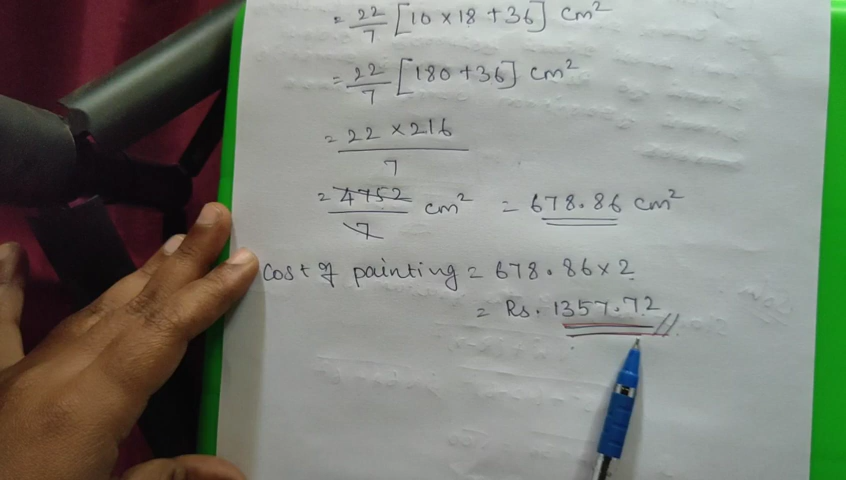 = 22/7 [10 × 18 + 36] cm²
= 22/7 [180 + 36] cm²
= 22 × 216 / 7
= 4752/7 cm² = 678.86 cm²
Cost of painting = 678.86 × 2
= Rs. 1357.72